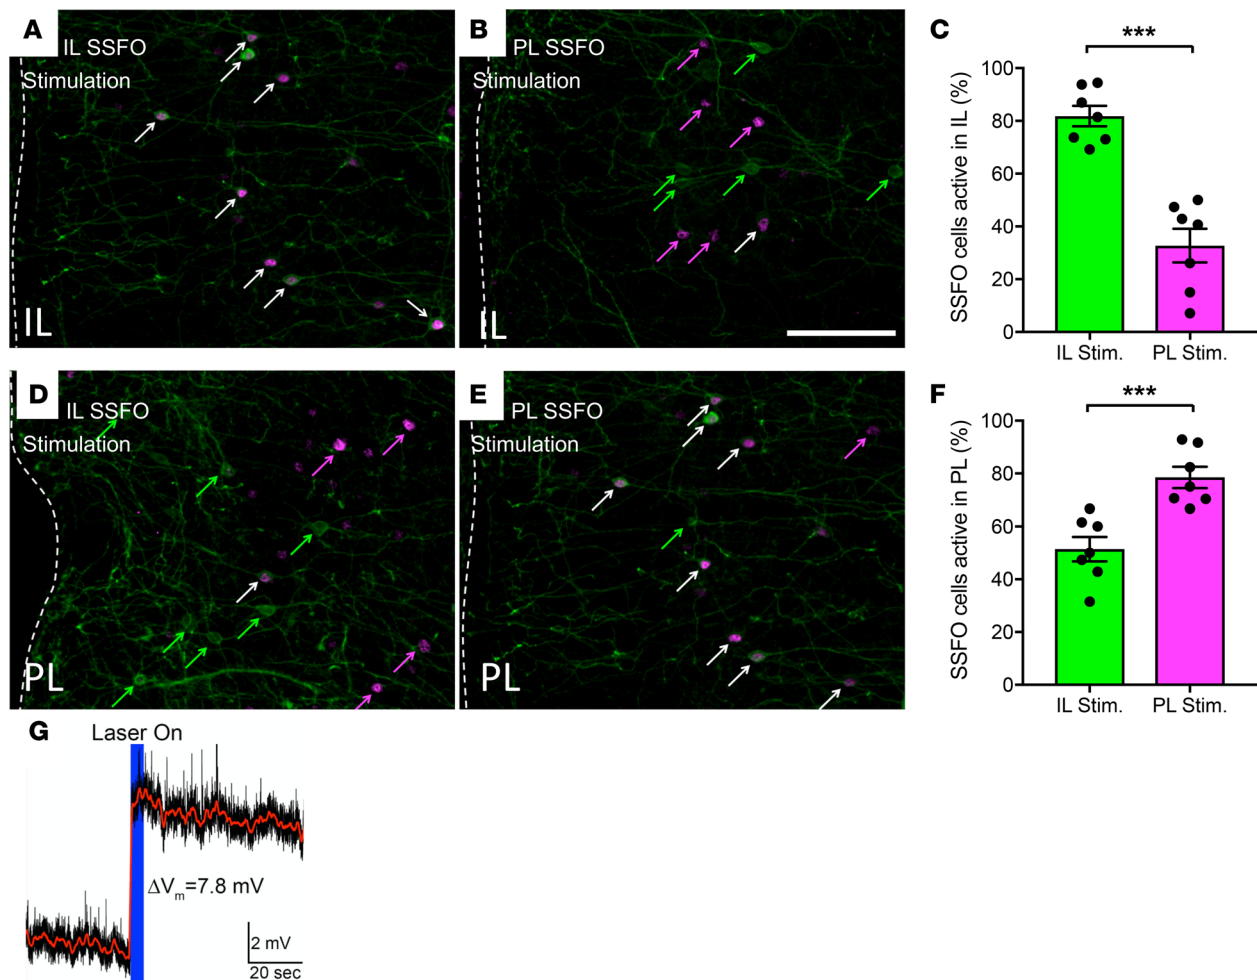 A
IL SSFO
Stimulation
IL
B
PL SSFO
Stimulation
IL
C
***
SSFO cells active in IL (%)
100
80
60
40
20
0
IL Stim.
PL Stim.
D
IL SSFO
Stimulation
PL
E
PL SSFO
Stimulation
PL
F
***
SSFO cells active in PL (%)
100
80
60
40
20
0
IL Stim.
PL Stim.
G
Laser On
ΔVm=7.8 mV
2 mV
20 sec